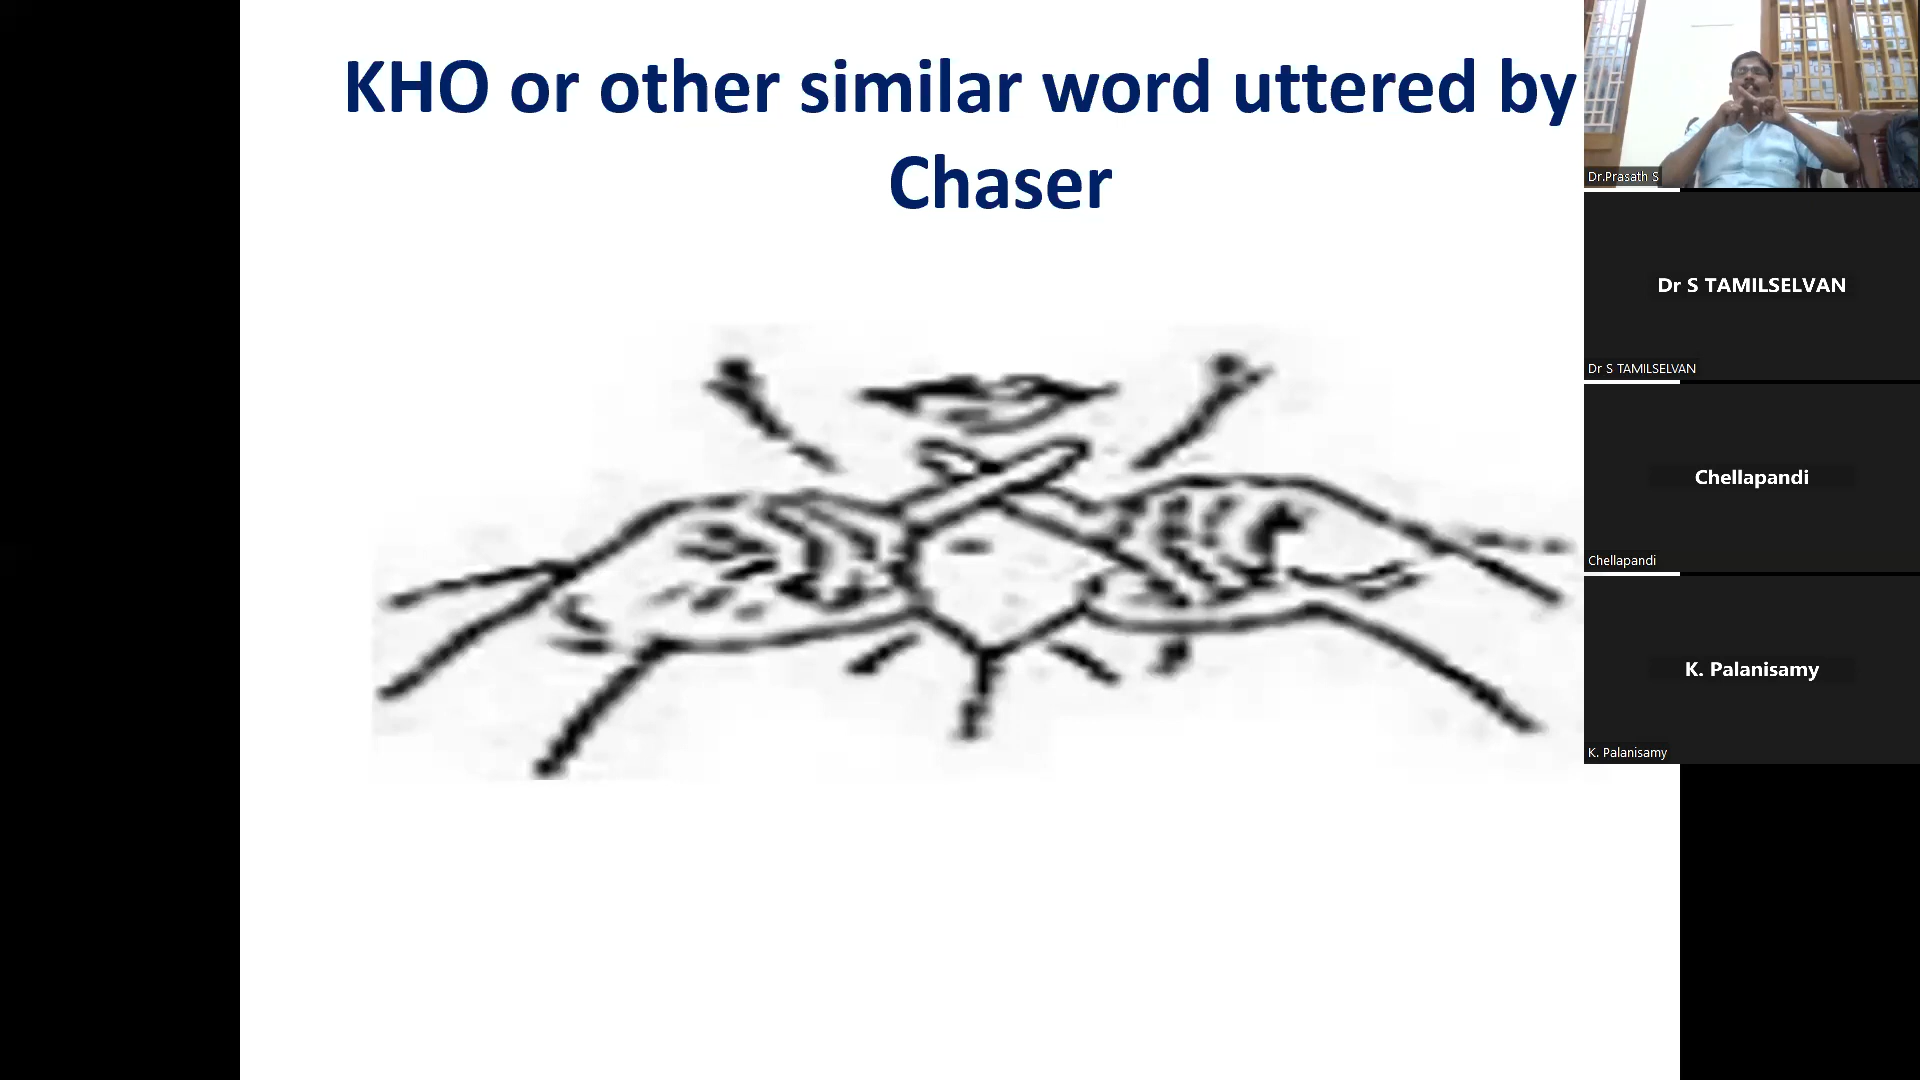 KHO or other similar word uttered by
Chaser
Dr.Prasath S
Dr S TAMILSELVAN
Dr S TAMILSELVAN
Chellapandi
Chellapandi
K. Palanisamy
K. Palanisamy